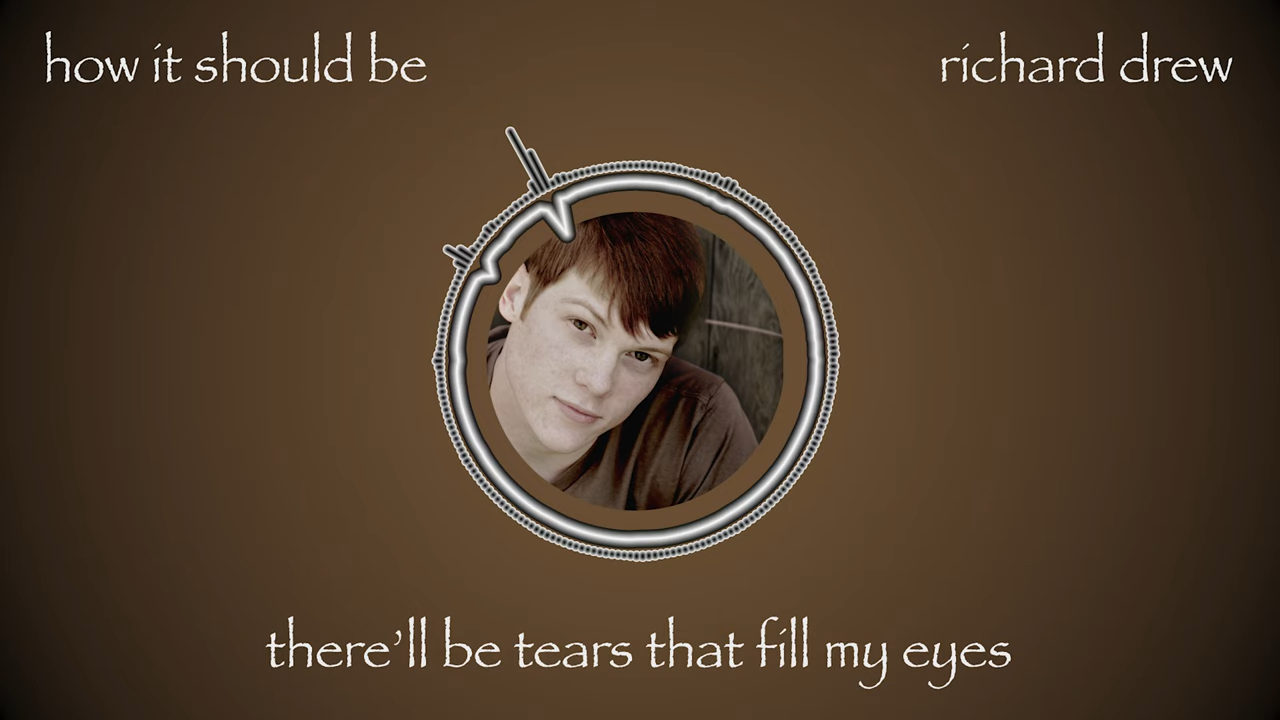 how it should be
richard drew
there'll be tears that fill my eyes